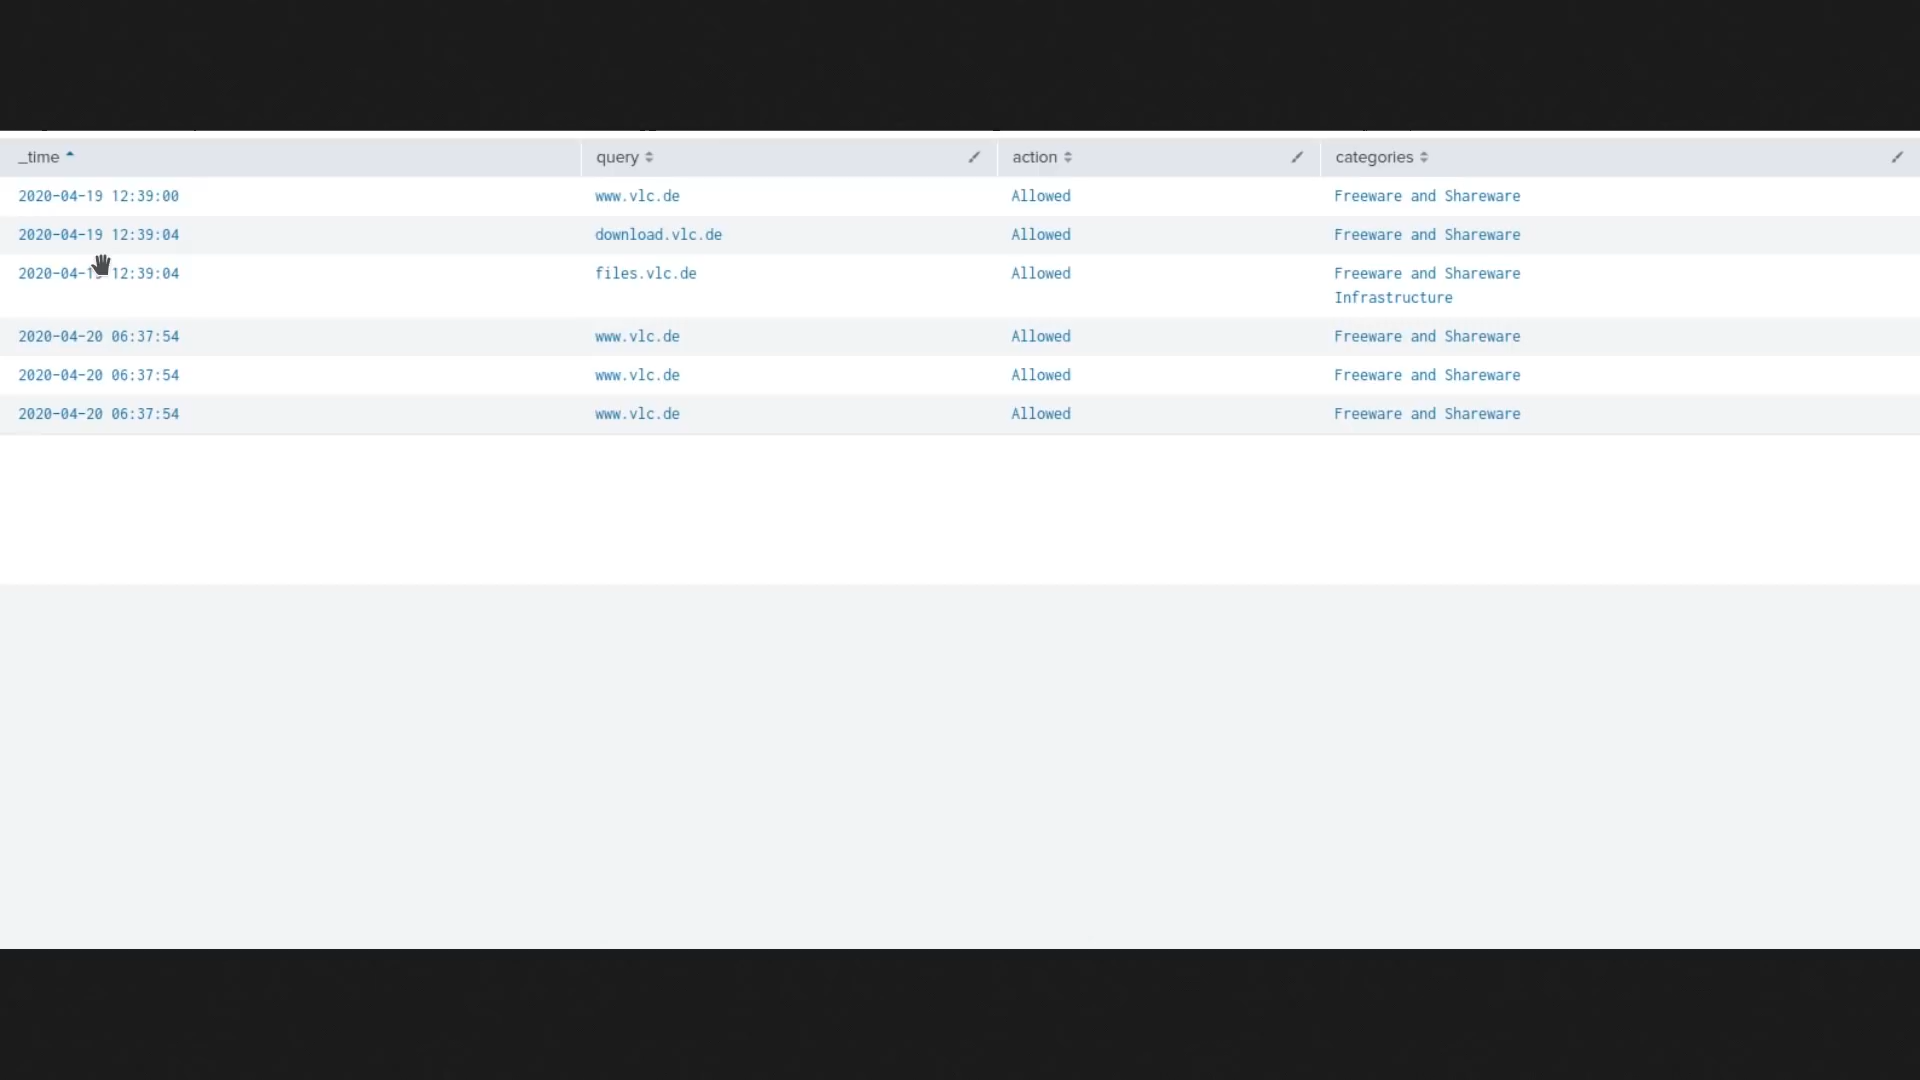 _time query action categories
2020-04-19 12:39:00 www.vlc.de Allowed Freeware and Shareware
2020-04-19 12:39:04 download.vlc.de Allowed Freeware and Shareware
2020-04-19 12:39:04 files.vlc.de Allowed Freeware and Shareware
Infrastructure
2020-04-20 06:37:54 www.vlc.de Allowed Freeware and Shareware
2020-04-20 06:37:54 www.vlc.de Allowed Freeware and Shareware
2020-04-20 06:37:54 www.vlc.de Allowed Freeware and Shareware